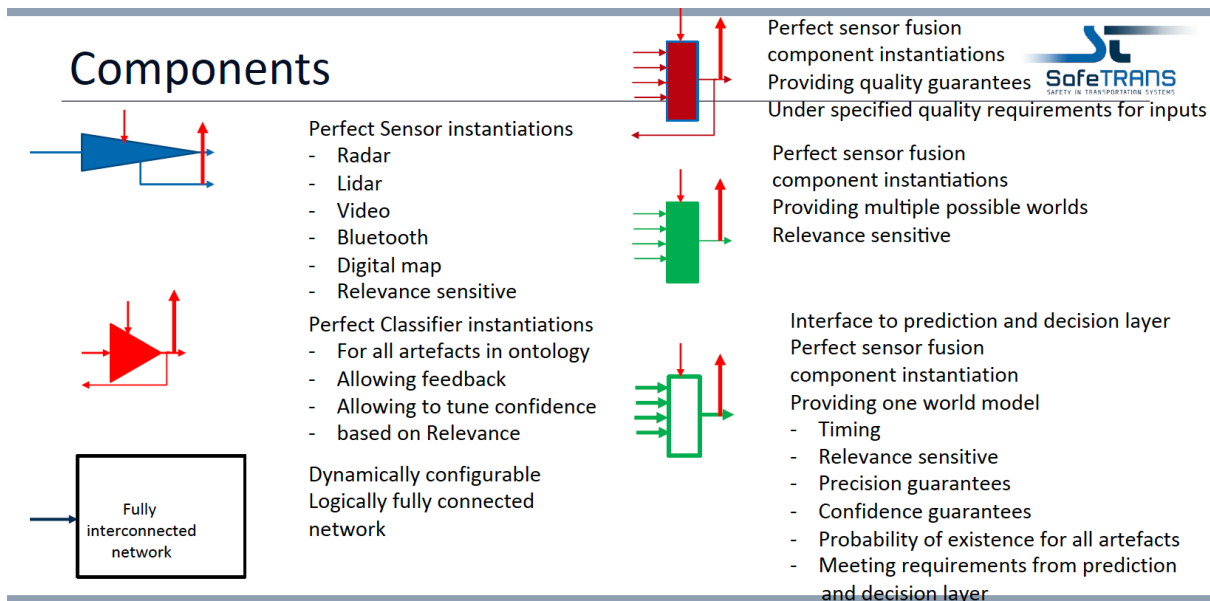 Components
Perfect Sensor instantiations
- Radar
- Lidar
- Video
- Bluetooth
- Digital map
- Relevance sensitive
Perfect Classifier instantiations
- For all artefacts in ontology
- Allowing feedback
- Allowing to tune confidence
- based on Relevance
Fully
interconnected
network
Dynamically configurable
Logically fully connected
network
Perfect sensor fusion
component instantiations
Providing quality guarantees
Under specified quality requirements for inputs
SafeTRANS
SAFETY IN TRANSPORTATION SYSTEMS
Perfect sensor fusion
component instantiations
Providing multiple possible worlds
Relevance sensitive
Interface to prediction and decision layer
Perfect sensor fusion
component instantiation
Providing one world model
- Timing
- Relevance sensitive
- Precision guarantees
- Confidence guarantees
- Probability of existence for all artefacts
- Meeting requirements from prediction
and decision layer